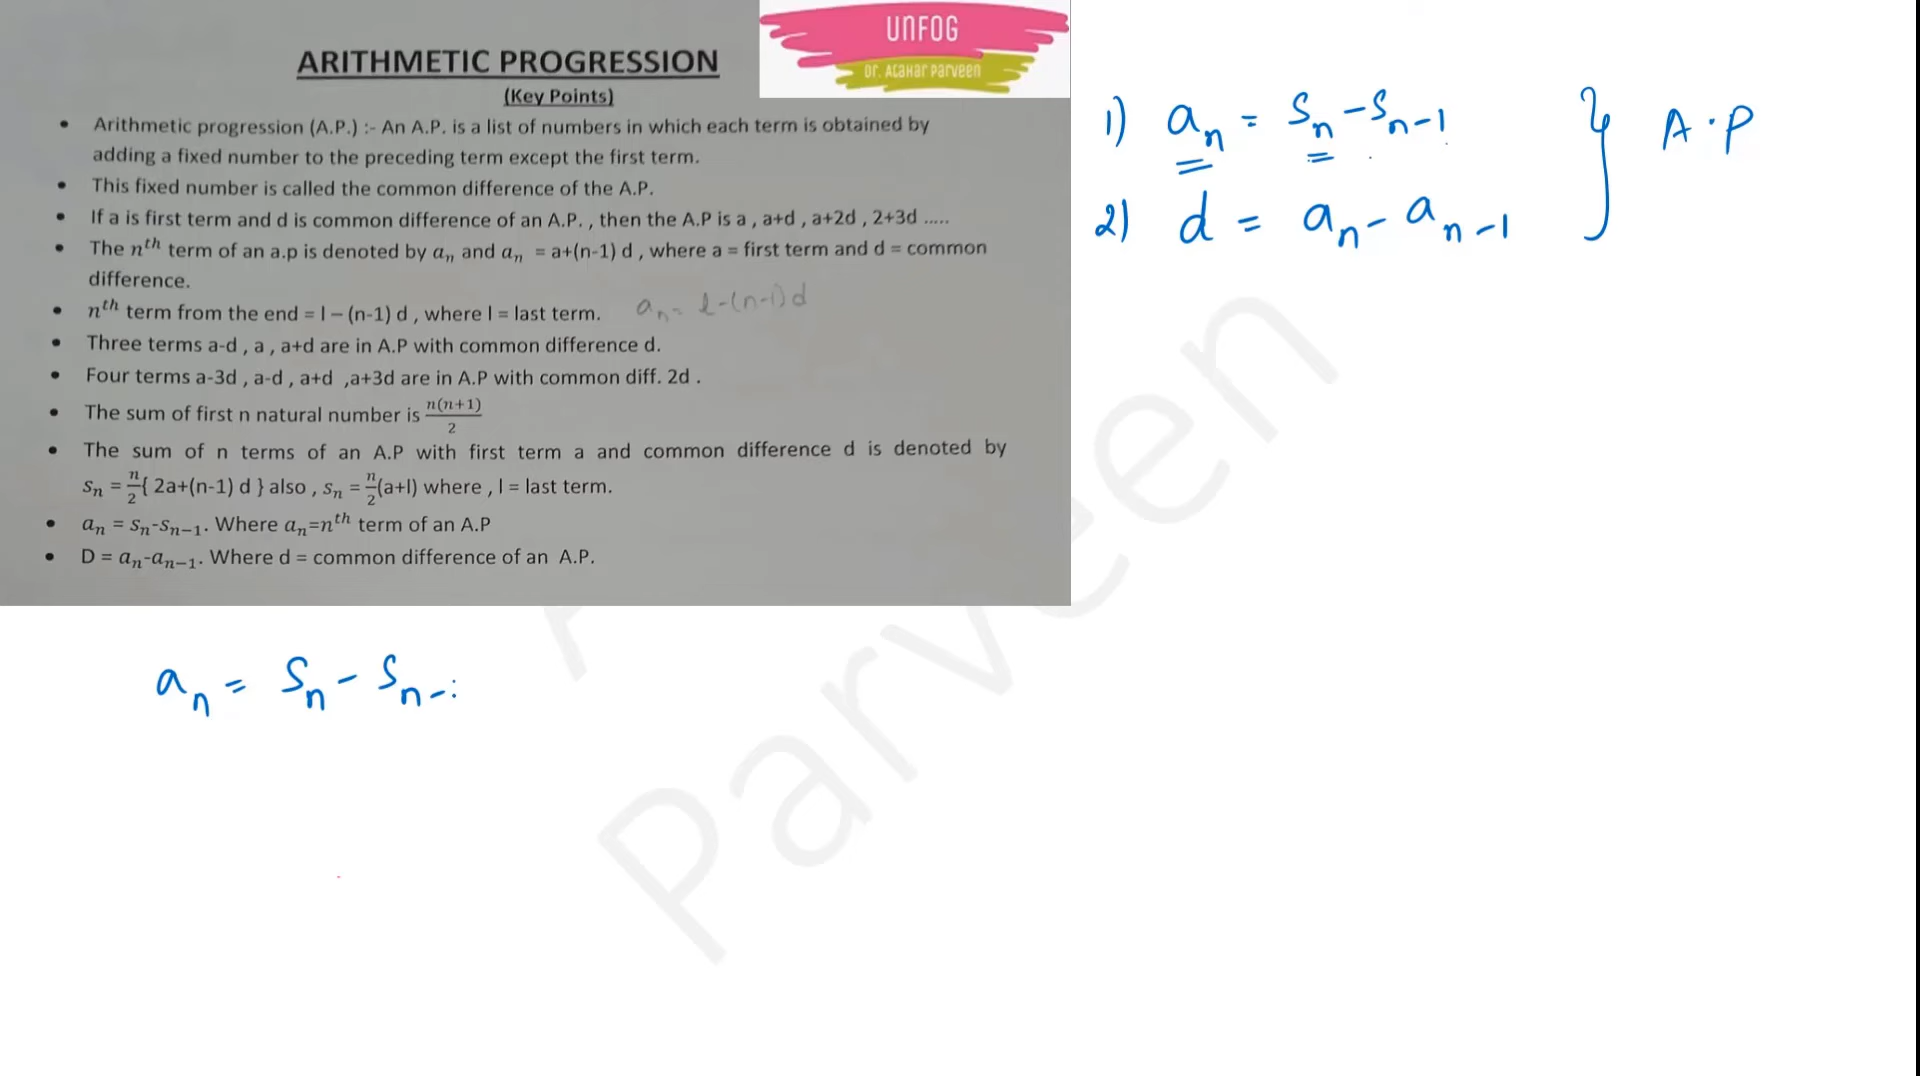 UNFOG
Dr. Atahar Parveen
ARITHMETIC PROGRESSION
(Key Points)
• Arithmetic progression (A.P.) :- An A.P. is a list of numbers in which each term is obtained by
adding a fixed number to the preceding term except the first term.
• This fixed number is called the common difference of the A.P.
• If a is first term and d is common difference of an A.P. , then the A.P is a , a+d , a+2d , 2+3d .....
• The nᵗʰ term of an a.p is denoted by aₙ and aₙ = a+(n-1) d , where a = first term and d = common
difference.
• nᵗʰ term from the end = l – (n-1) d , where l = last term. aₙ = l-(n-1)d
• Three terms a-d , a , a+d are in A.P with common difference d.
• Four terms a-3d , a-d , a+d ,a+3d are in A.P with common diff. 2d .
• The sum of first n natural number is n(n+1)/2
• The sum of n terms of an A.P with first term a and common difference d is denoted by
sₙ = n/2{ 2a+(n-1) d } also , sₙ = n/2(a+l) where , l = last term.
• aₙ = sₙ-sₙ₋₁. Where aₙ=nᵗʰ term of an A.P
• D = aₙ-aₙ₋₁. Where d = common difference of an A.P.
1) aₙ = Sₙ - Sₙ₋₁ } A.P
2) d = aₙ - aₙ₋₁
aₙ = Sₙ - Sₙ₋
Parveen